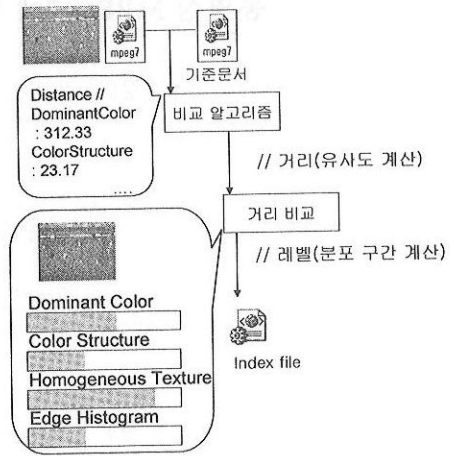 mpeg7
mpeg7
기준문서
Distance //
DominantColor
: 312.33
ColorStructure
: 23.17
....
비교 알고리즘
// 거리(유사도 계산)
거리 비교
// 레벨(분포 구간 계산)
Index file
Dominant Color
Color Structure
Homogeneous Texture
Edge Histogram